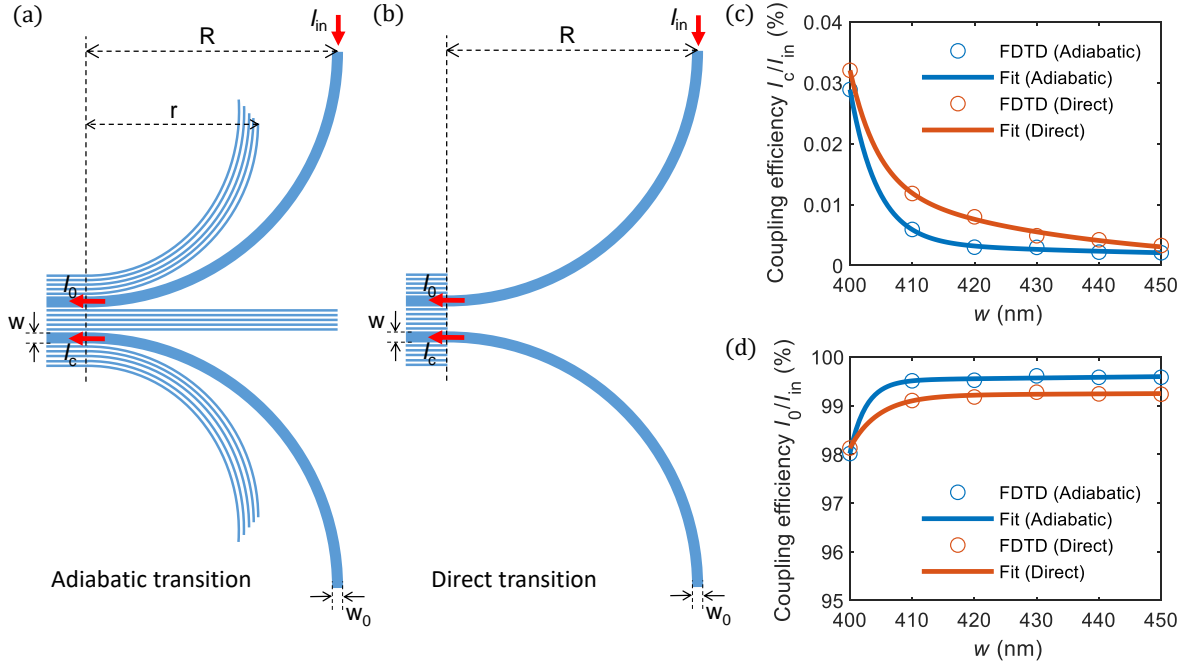 (a)
I_in
R
r
I_0
w
I_c
Adiabatic transition
w_0
(b)
I_in
R
I_0
w
I_c
Direct transition
w_0
(c)
Coupling efficiency I_c/I_in (%)
0.04
0.03
0.02
0.01
0
FDTD (Adiabatic)
Fit (Adiabatic)
FDTD (Direct)
Fit (Direct)
400 410 420 430 440 450
w (nm)
(d)
Coupling efficiency I_0/I_in (%)
100
99
98
97
96
95
FDTD (Adiabatic)
Fit (Adiabatic)
FDTD (Direct)
Fit (Direct)
400 410 420 430 440 450
w (nm)